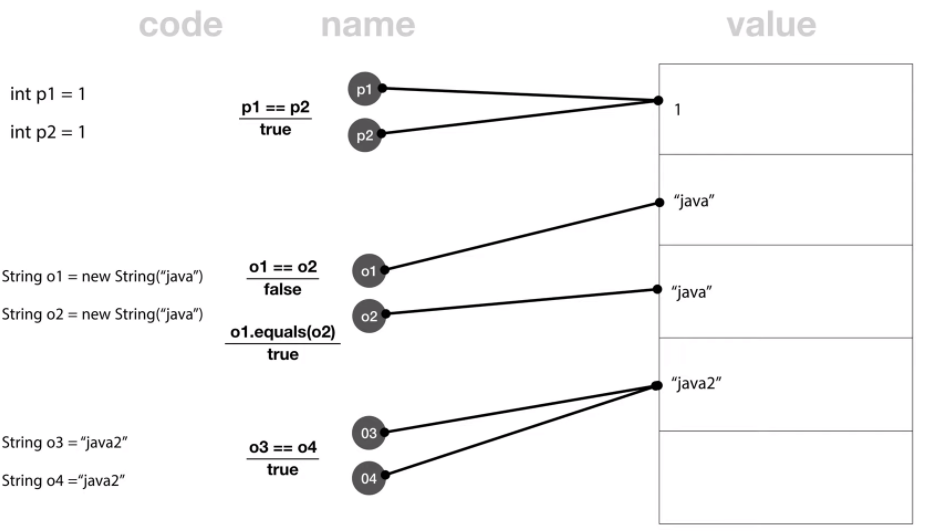 code name value
int p1 = 1
int p2 = 1
p1 == p2
true
p1
p2
1
"java"
String o1 = new String("java")
String o2 = new String("java")
o1 == o2
false
o1.equals(o2)
true
o1
o2
"java"
"java2"
String o3 = "java2"
String o4 ="java2"
o3 == o4
true
03
04